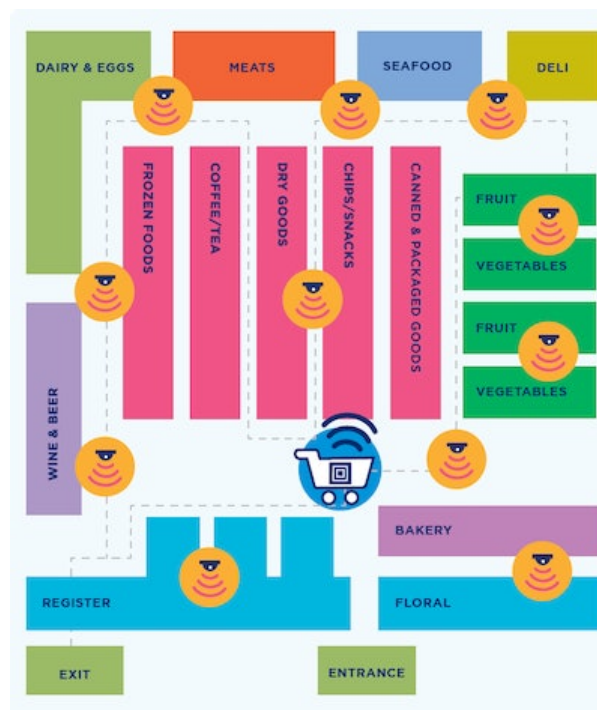 DAIRY & EGGS
MEATS
SEAFOOD
DELI
FROZEN FOODS
COFFEE/TEA
DRY GOODS
CHIPS/SNACKS
CANNED & PACKAGED GOODS
FRUIT
VEGETABLES
FRUIT
VEGETABLES
WINE & BEER
BAKERY
REGISTER
FLORAL
EXIT
ENTRANCE